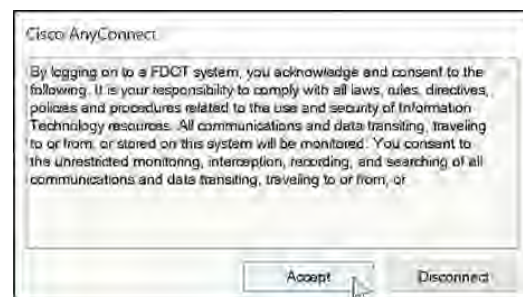 Cisco AnyConnect
By logging on to a FDOT system, you acknowledge and consent to the
following. It is your responsibility to comply with all laws, rules, directives,
polices and procedures related to the use and security of Information
Technology resources. All communications and data transiting, traveling
to or from, or stored on this system will be monitored. You consent to
the unrestricted monitoring, interception, recording, and searching of all
communications and data transiting, traveling to or from, or
Accept Disconnect